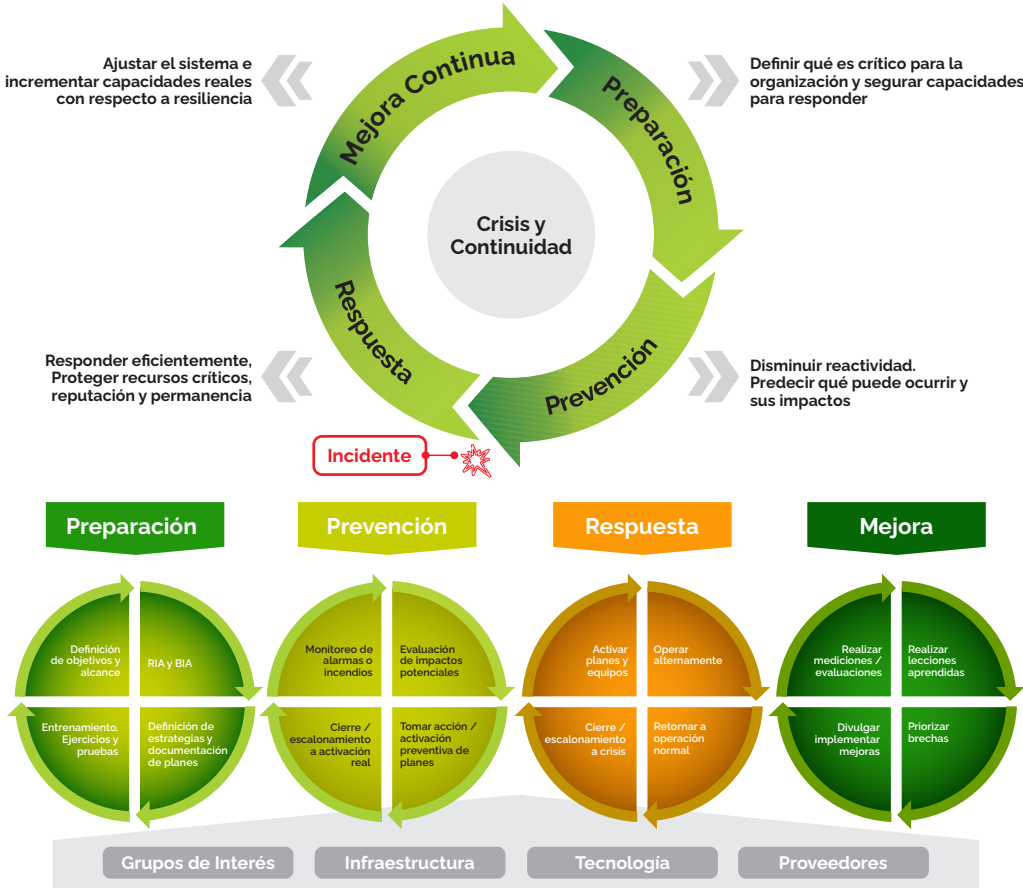 Ajustar el sistema e
incrementar capacidades reales
con respecto a resiliencia
Mejora Continua
Preparación
Definir qué es crítico para la
organización y segurar capacidades
para responder
Crisis y
Continuidad
Responder eficientemente,
Proteger recursos críticos,
reputación y permanencia
Respuesta
Prevención
Disminuir reactividad.
Predecir qué puede ocurrir y
sus impactos
Incidente
Preparación
Definición
de objetivos y
alcance
RIA y BIA
Entrenamiento,
Ejercicios y
pruebas
Definición de
estrategias y
documentación
de planes
Prevención
Monitoreo de
alarmas o
incendios
Evaluación
de impactos
potenciales
Cierre /
escalonamiento
a activación
real
Tomar acción /
activación
preventiva de
planes
Respuesta
Activar
planes y
equipos
Operar
alternamente
Cierre /
escalonamiento
a crisis
Retornar a
operación
normal
Mejora
Realizar
mediciones /
evaluaciones
Realizar
lecciones
aprendidas
Divulgar
implementar
mejoras
Priorizar
brechas
Grupos de Interés
Infraestructura
Tecnología
Proveedores